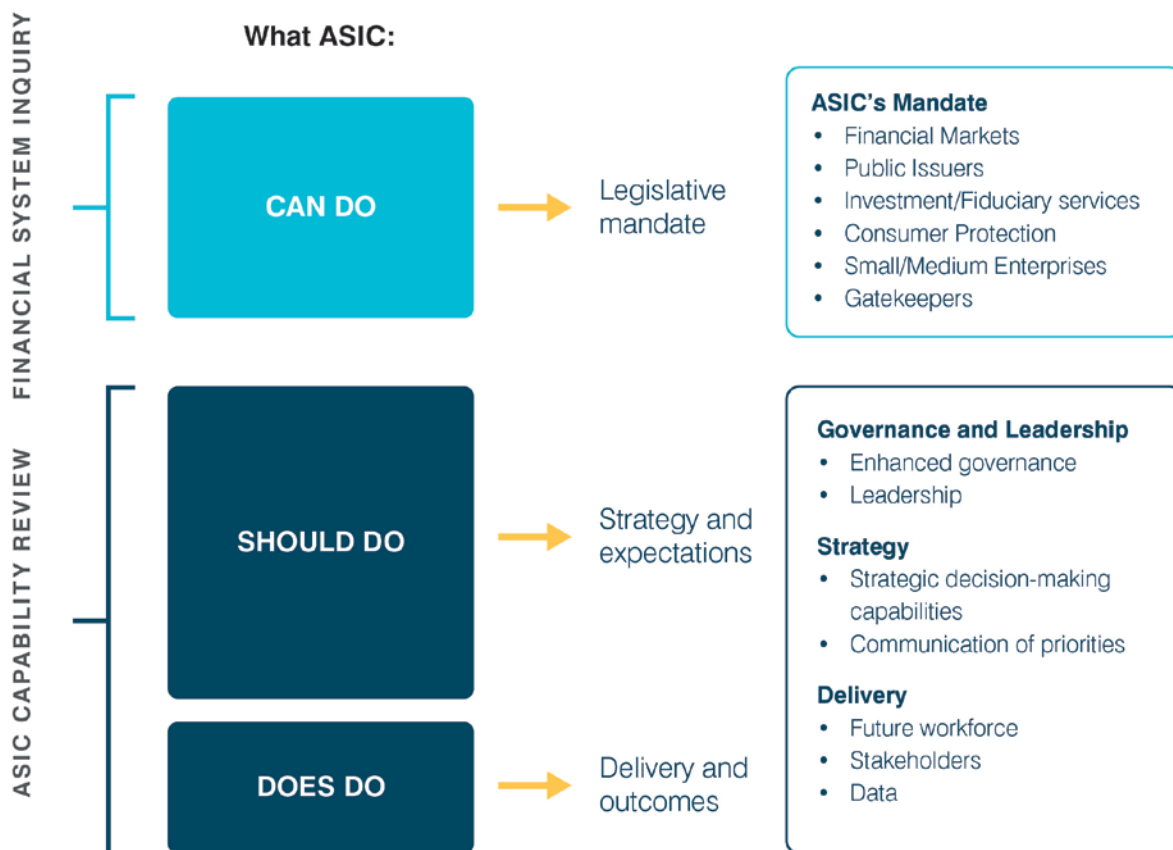 FINANCIAL SYSTEM INQUIRY
What ASIC:
CAN DO
Legislative
mandate
ASIC's Mandate
• Financial Markets
• Public Issuers
• Investment/Fiduciary services
• Consumer Protection
• Small/Medium Enterprises
• Gatekeepers
ASIC CAPABILITY REVIEW
SHOULD DO
Strategy and
expectations
DOES DO
Delivery and
outcomes
Governance and Leadership
• Enhanced governance
• Leadership
Strategy
• Strategic decision-making
capabilities
• Communication of priorities
Delivery
• Future workforce
• Stakeholders
• Data